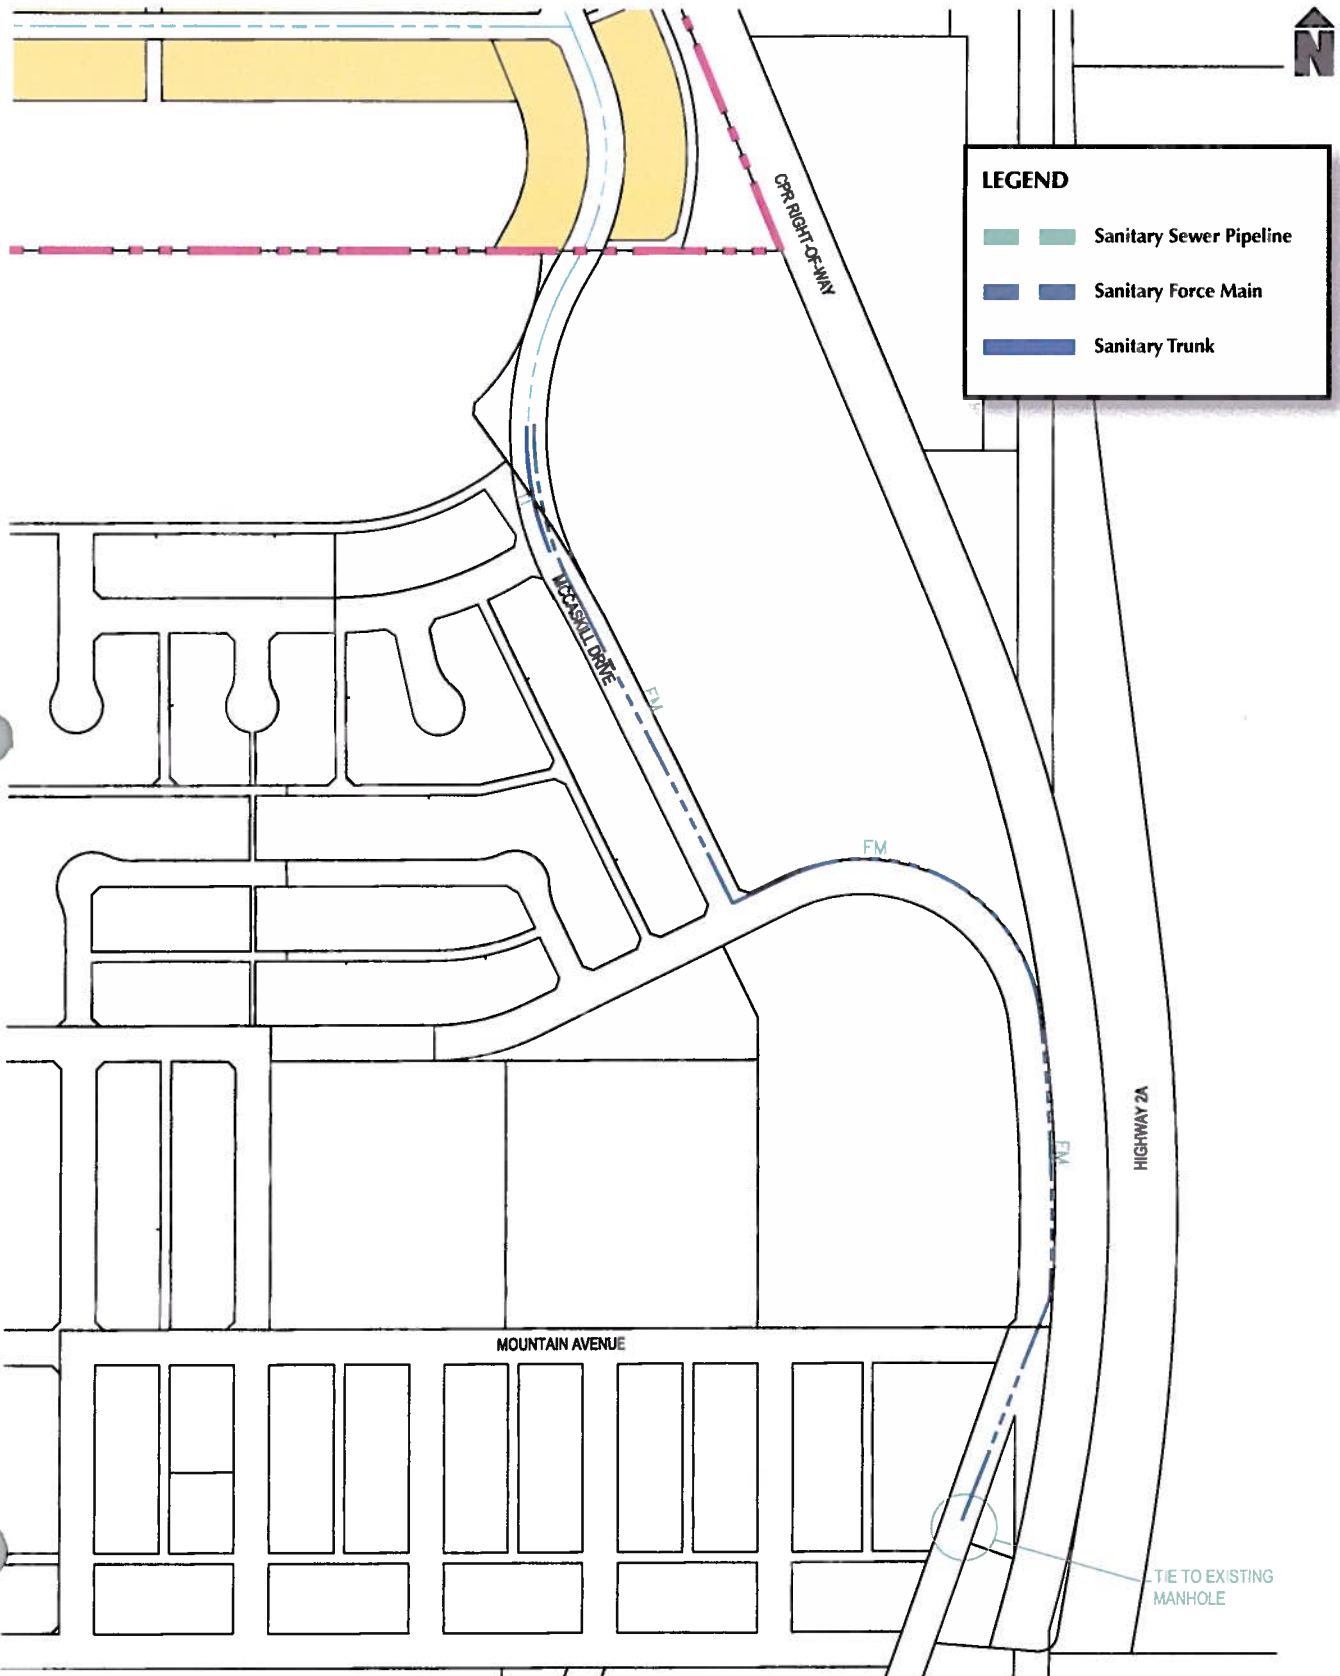 N
CPR RIGHT-OF-WAY
LEGEND
Sanitary Sewer Pipeline
Sanitary Force Main
Sanitary Trunk
MCCASKILL DRIVE
FM
FM
FM
HIGHWAY 2A
MOUNTAIN AVENUE
TIE TO EXISTING
MANHOLE